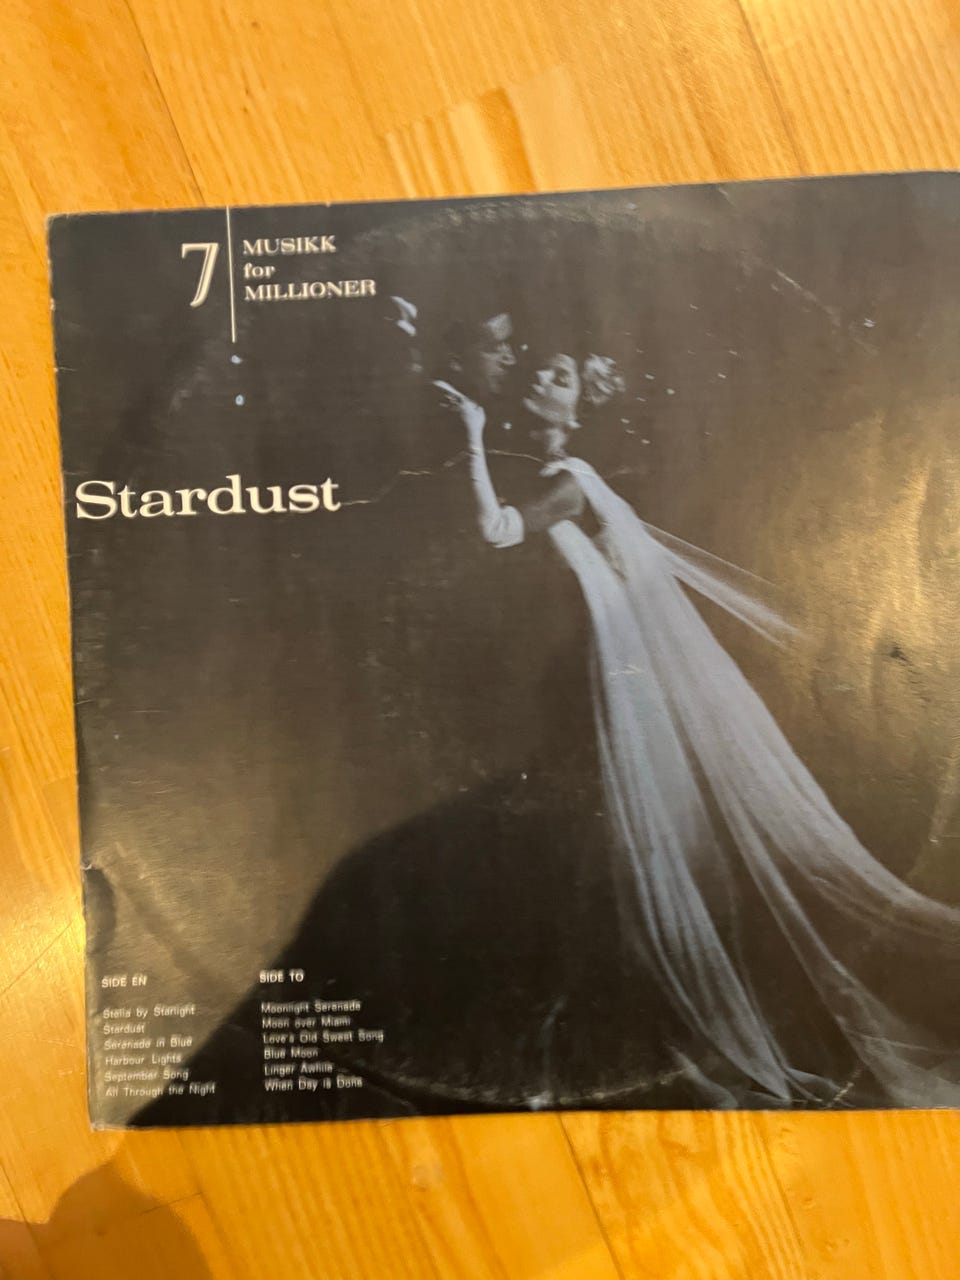 7
MUSIKK
for
MILLIONER
Stardust
SIDE EN
Stella by Starlight
Stardust
Serenade in Blue
Harbour Lights
September Song
All Through the Night
SIDE TO
Moonlight Serenade
Moon over Miami
Love's Old Sweet Song
Blue Moon
Linger Awhile
When Day is Done